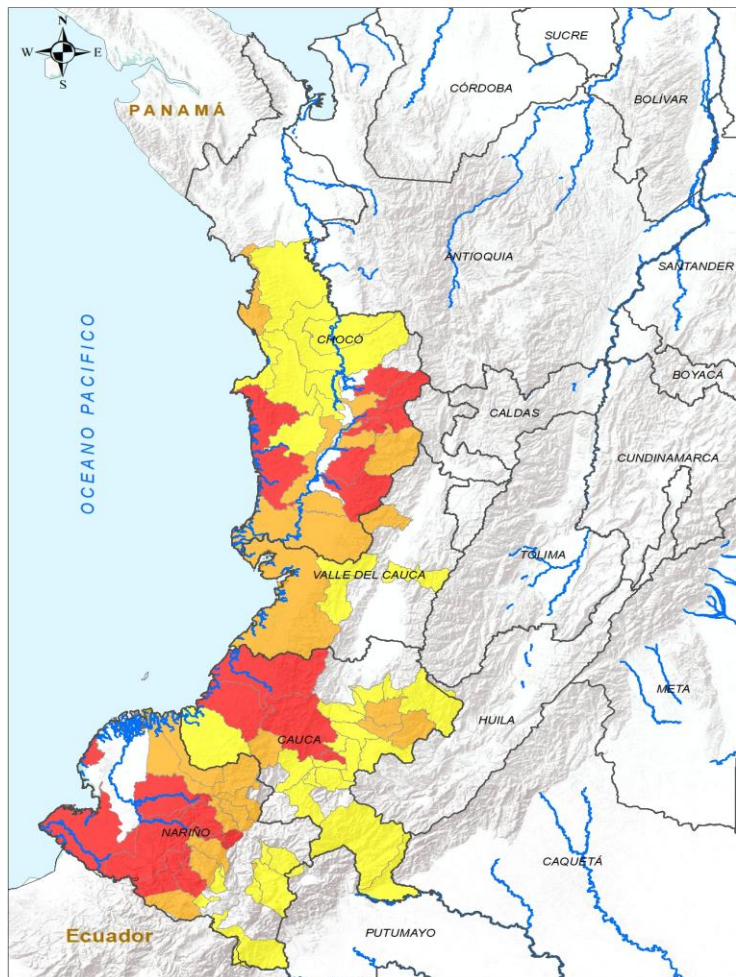 N
W E
S
PANAMÁ
SUCRE
CÓRDOBA
BOLÍVAR
ANTIOQUIA
SANTANDER
OCEANO PACIFICO
CHOCÓ
BOYACÁ
CALDAS
CUNDINAMARCA
TOLIMA
VALLE DEL CAUCA
META
HUILA
CAUCA
NARIÑO
CAQUETÁ
Ecuador
PUTUMAYO